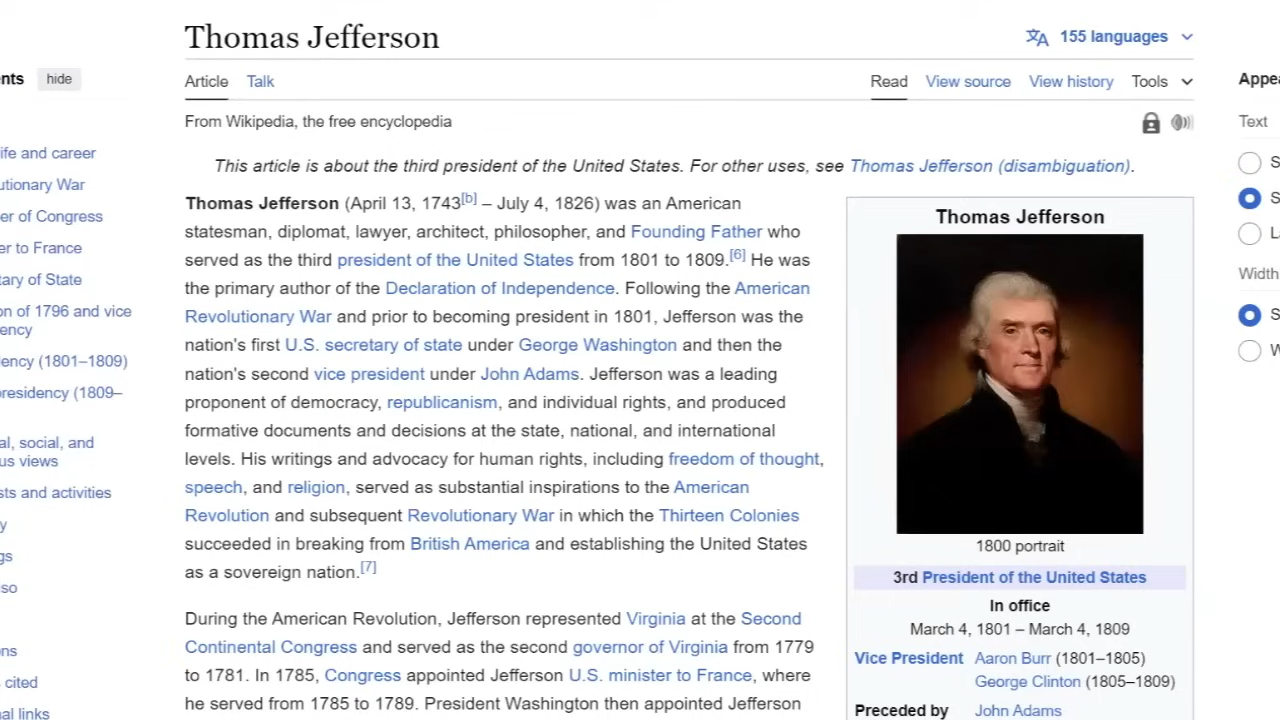 Thomas Jefferson
155 languages
ents hide
Article Talk
Read View source View history Tools
Appea
From Wikipedia, the free encyclopedia
Text
ife and career
utionary War
er of Congress
er to France
tary of State
on of 1796 and vice
ency
ency (1801–1809)
residency (1809–
al, social, and
us views
sts and activities
y
gs
so
ns
s cited
nal links
This article is about the third president of the United States. For other uses, see Thomas Jefferson (disambiguation).
Thomas Jefferson (April 13, 1743[b] – July 4, 1826) was an American
statesman, diplomat, lawyer, architect, philosopher, and Founding Father who
served as the third president of the United States from 1801 to 1809.[6] He was
the primary author of the Declaration of Independence. Following the American
Revolutionary War and prior to becoming president in 1801, Jefferson was the
nation's first U.S. secretary of state under George Washington and then the
nation's second vice president under John Adams. Jefferson was a leading
proponent of democracy, republicanism, and individual rights, and produced
formative documents and decisions at the state, national, and international
levels. His writings and advocacy for human rights, including freedom of thought,
speech, and religion, served as substantial inspirations to the American
Revolution and subsequent Revolutionary War in which the Thirteen Colonies
succeeded in breaking from British America and establishing the United States
as a sovereign nation.[7]
During the American Revolution, Jefferson represented Virginia at the Second
Continental Congress and served as the second governor of Virginia from 1779
to 1781. In 1785, Congress appointed Jefferson U.S. minister to France, where
he served from 1785 to 1789. President Washington then appointed Jefferson
Thomas Jefferson
1800 portrait
3rd President of the United States
In office
March 4, 1801 – March 4, 1809
Vice President Aaron Burr (1801–1805)
George Clinton (1805–1809)
Preceded by John Adams
S
S
La
Width
S
W